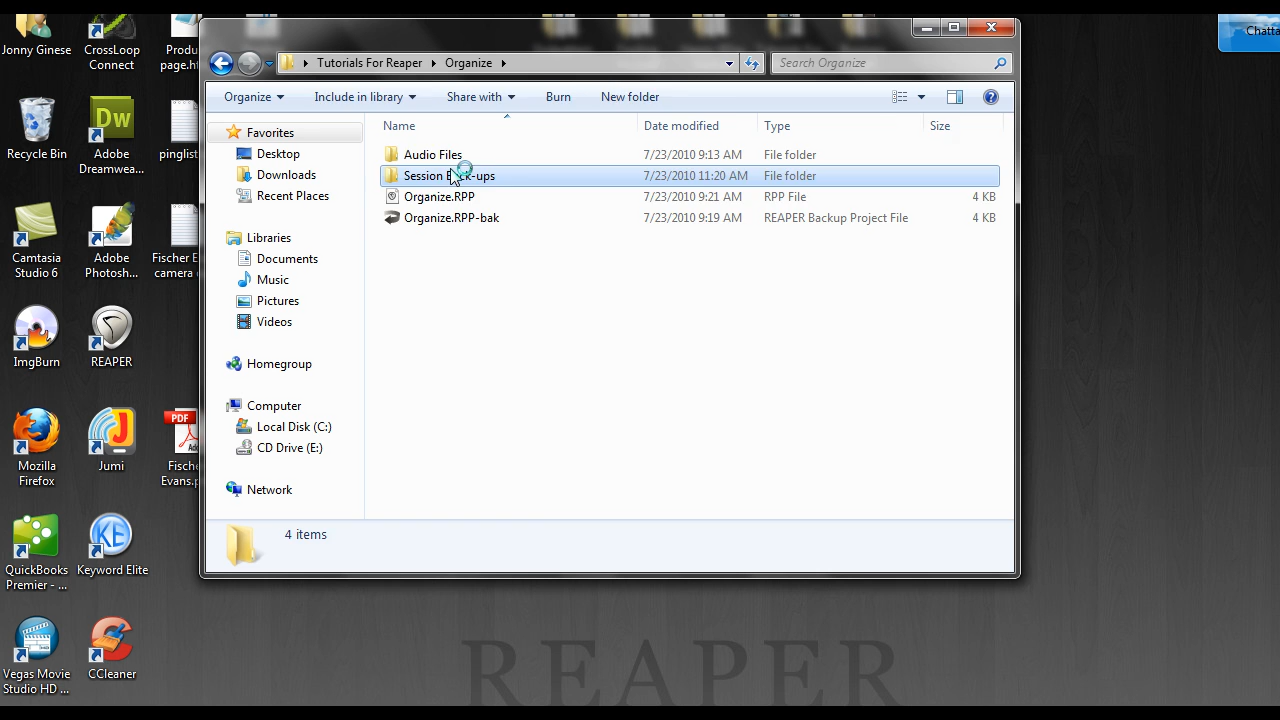 Jonny Ginese
CrossLoop
Connect
Produ
page.ht
Chatta
Tutorials For Reaper
Organize
Search Organize
Organize
Include in library
Share with
Burn
New folder
Name
Date modified
Type
Size
Favorites
Desktop
Downloads
Recent Places
Libraries
Documents
Music
Pictures
Videos
Homegroup
Computer
Local Disk (C:)
CD Drive (E:)
Network
Audio Files
7/23/2010 9:13 AM
File folder
Session Back-ups
7/23/2010 11:20 AM
File folder
Organize.RPP
7/23/2010 9:21 AM
RPP File
4 KB
Organize.RPP-bak
7/23/2010 9:19 AM
REAPER Backup Project File
4 KB
4 items
Recycle Bin
Dw
Adobe
Dreamwea...
pinglist
Camtasia
Studio 6
Adobe
Photosh...
Fischer E
camera
ImgBurn
REAPER
Mozilla
Firefox
Jumi
PDF
Fische
Evans.p
QuickBooks
Premier - ...
KE
Keyword Elite
Vegas Movie
Studio HD ...
CCleaner
REAPER